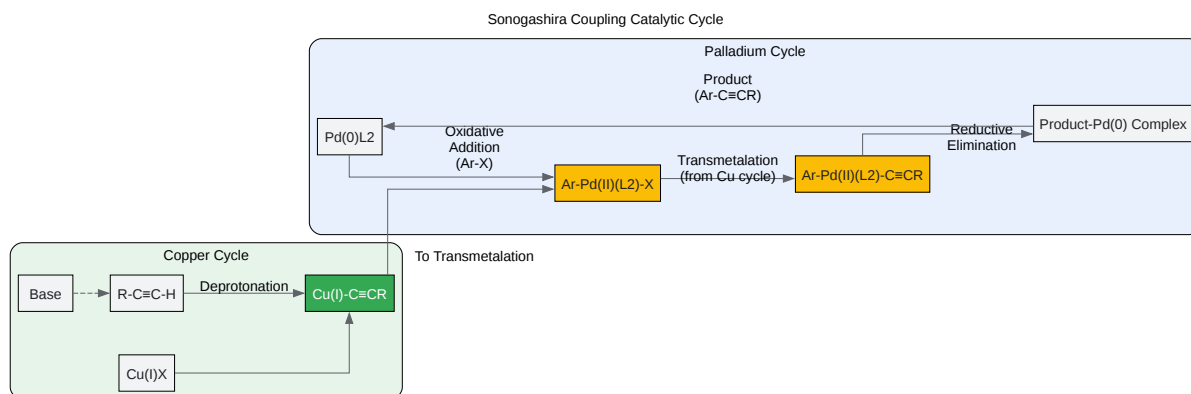 Sonogashira Coupling Catalytic Cycle
Palladium Cycle
Product
(Ar-C≡CR)
Pd(0)L2
Oxidative
Addition
(Ar-X)
Ar-Pd(II)(L2)-X
Transmetalation
(from Cu cycle)
Ar-Pd(II)(L2)-C≡CR
Reductive
Elimination
Product-Pd(0) Complex
Copper Cycle
To Transmetalation
Base
R-C≡C-H
Deprotonation
Cu(I)-C≡CR
Cu(I)X